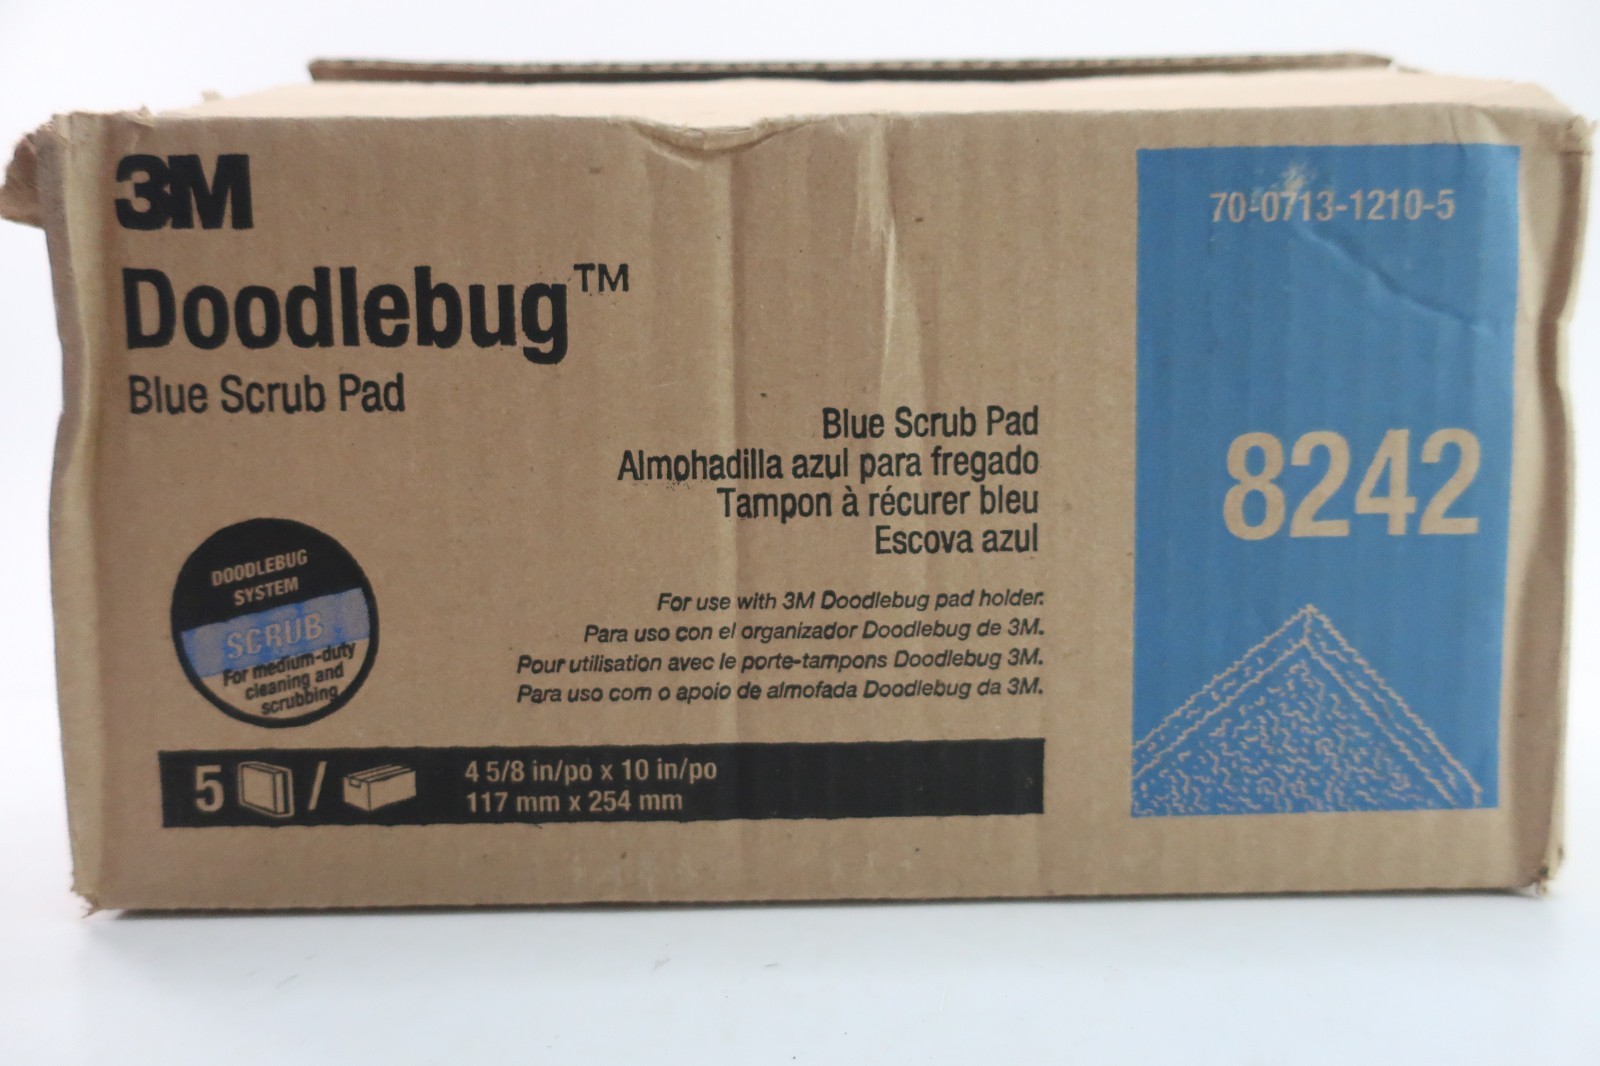 3M
Doodlebug™
Blue Scrub Pad
Blue Scrub Pad
Almohadilla azul para fregado
Tampon à récurer bleu
Escova azul
For use with 3M Doodlebug pad holder.
Para uso con el organizador Doodlebug de 3M.
Pour utilisation avec le porte-tampons Doodlebug 3M.
Para uso com o apoio de almofada Doodlebug da 3M.
DOODLEBUG
SYSTEM
SCRUB
For medium-duty
cleaning and
scrubbing
5 /
4 5/8 in/po x 10 in/po
117 mm x 254 mm
70-0713-1210-5
8242